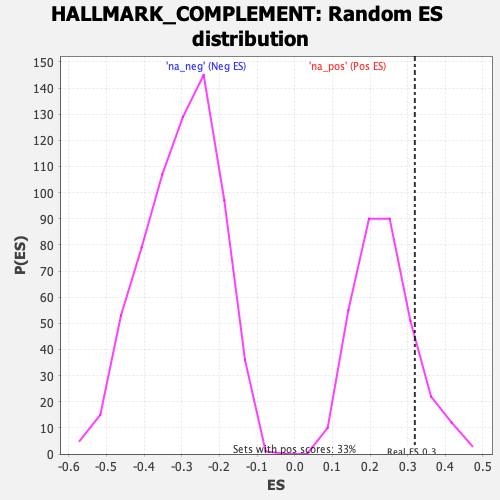 HALLMARK_COMPLEMENT: Random ES
distribution
'na_neg' (Neg ES)
'na_pos' (Pos ES)
150
140
130
120
110
100
90
80
70
60
50
40
30
20
10
0
P(ES)
Sets with pos scores: 33%
Real ES 0.3
-0.6 -0.5 -0.4 -0.3 -0.2 -0.1 0.0 0.1 0.2 0.3 0.4 0.5
ES